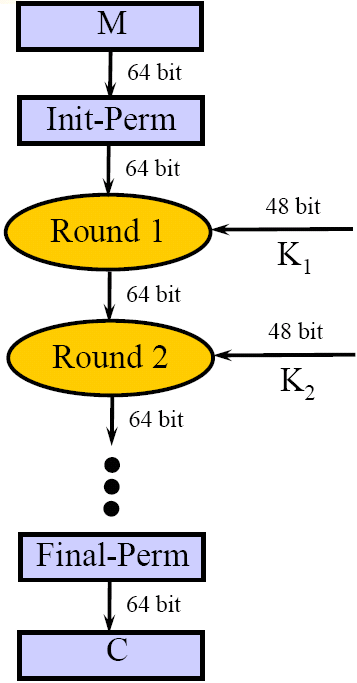 M
64 bit
Init-Perm
64 bit
Round 1
48 bit
K₁
64 bit
Round 2
48 bit
K₂
64 bit
Final-Perm
64 bit
C